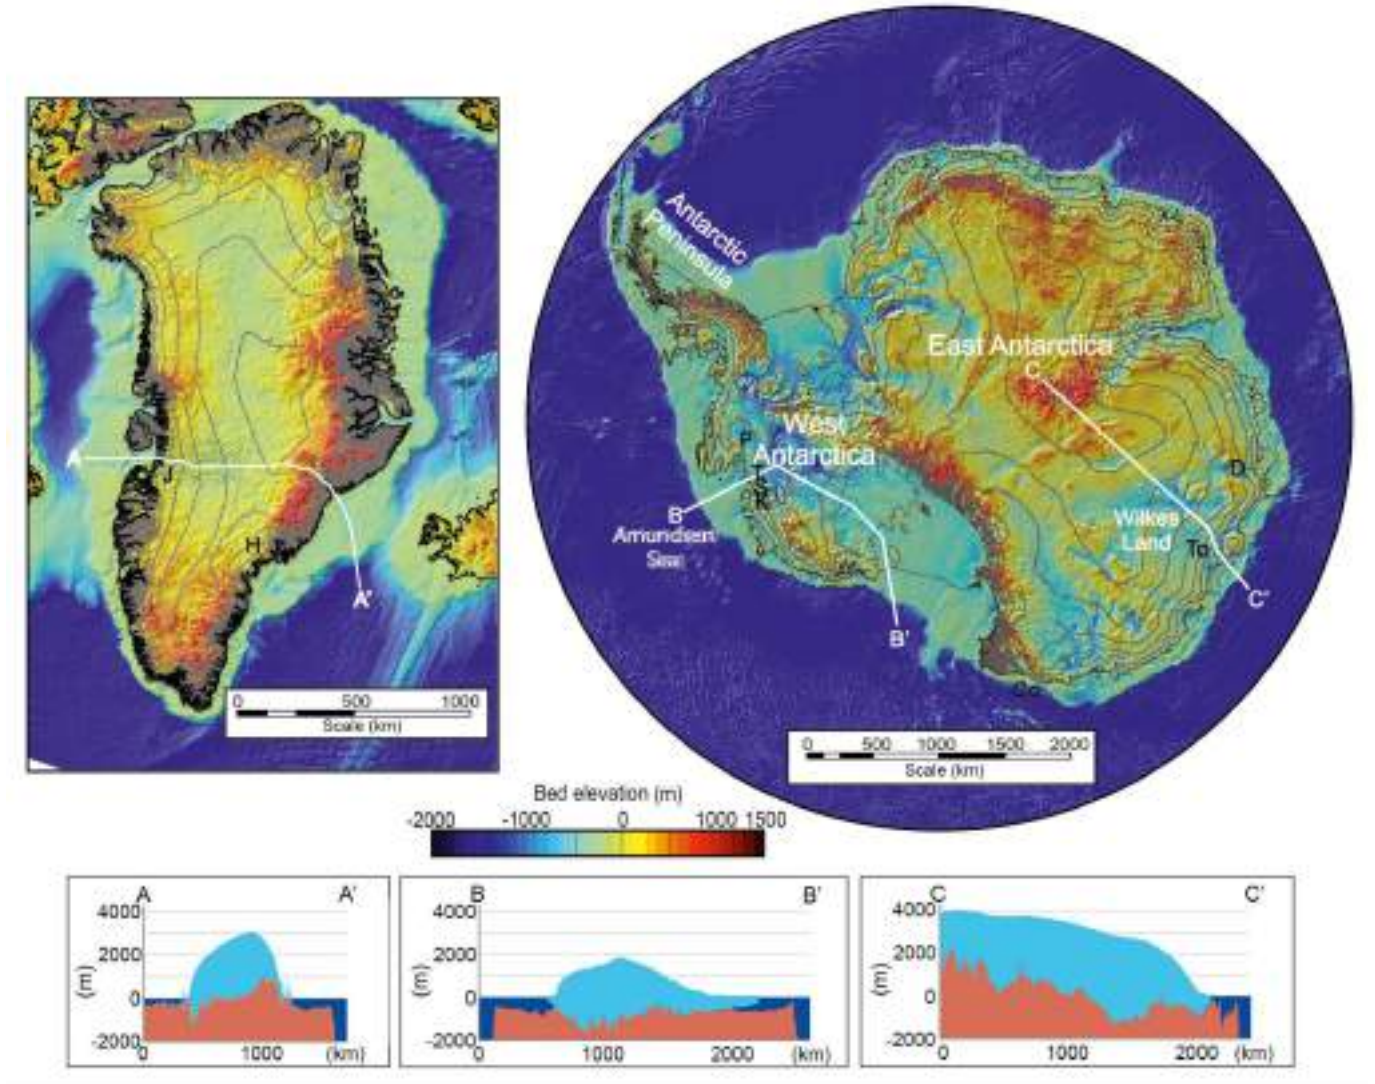 Antarctic
Peninsula
East Antarctica
C
West
Antarctica
P
D
A
B
Amundsen
Sea
Wilkes
Land
To
H
A'
C'
B'
Co
0 500 1000
Scale (km)
0 500 1000 1500 2000
Scale (km)
Bed elevation (m)
-2000 -1000 0 1000 1500
A A'
4000
2000
0
-2000
(m)
0 1000 (km)
B B'
4000
2000
0
-2000
(m)
0 1000 2000 (km)
C C'
4000
2000
0
-2000
(m)
0 1000 2000 (km)